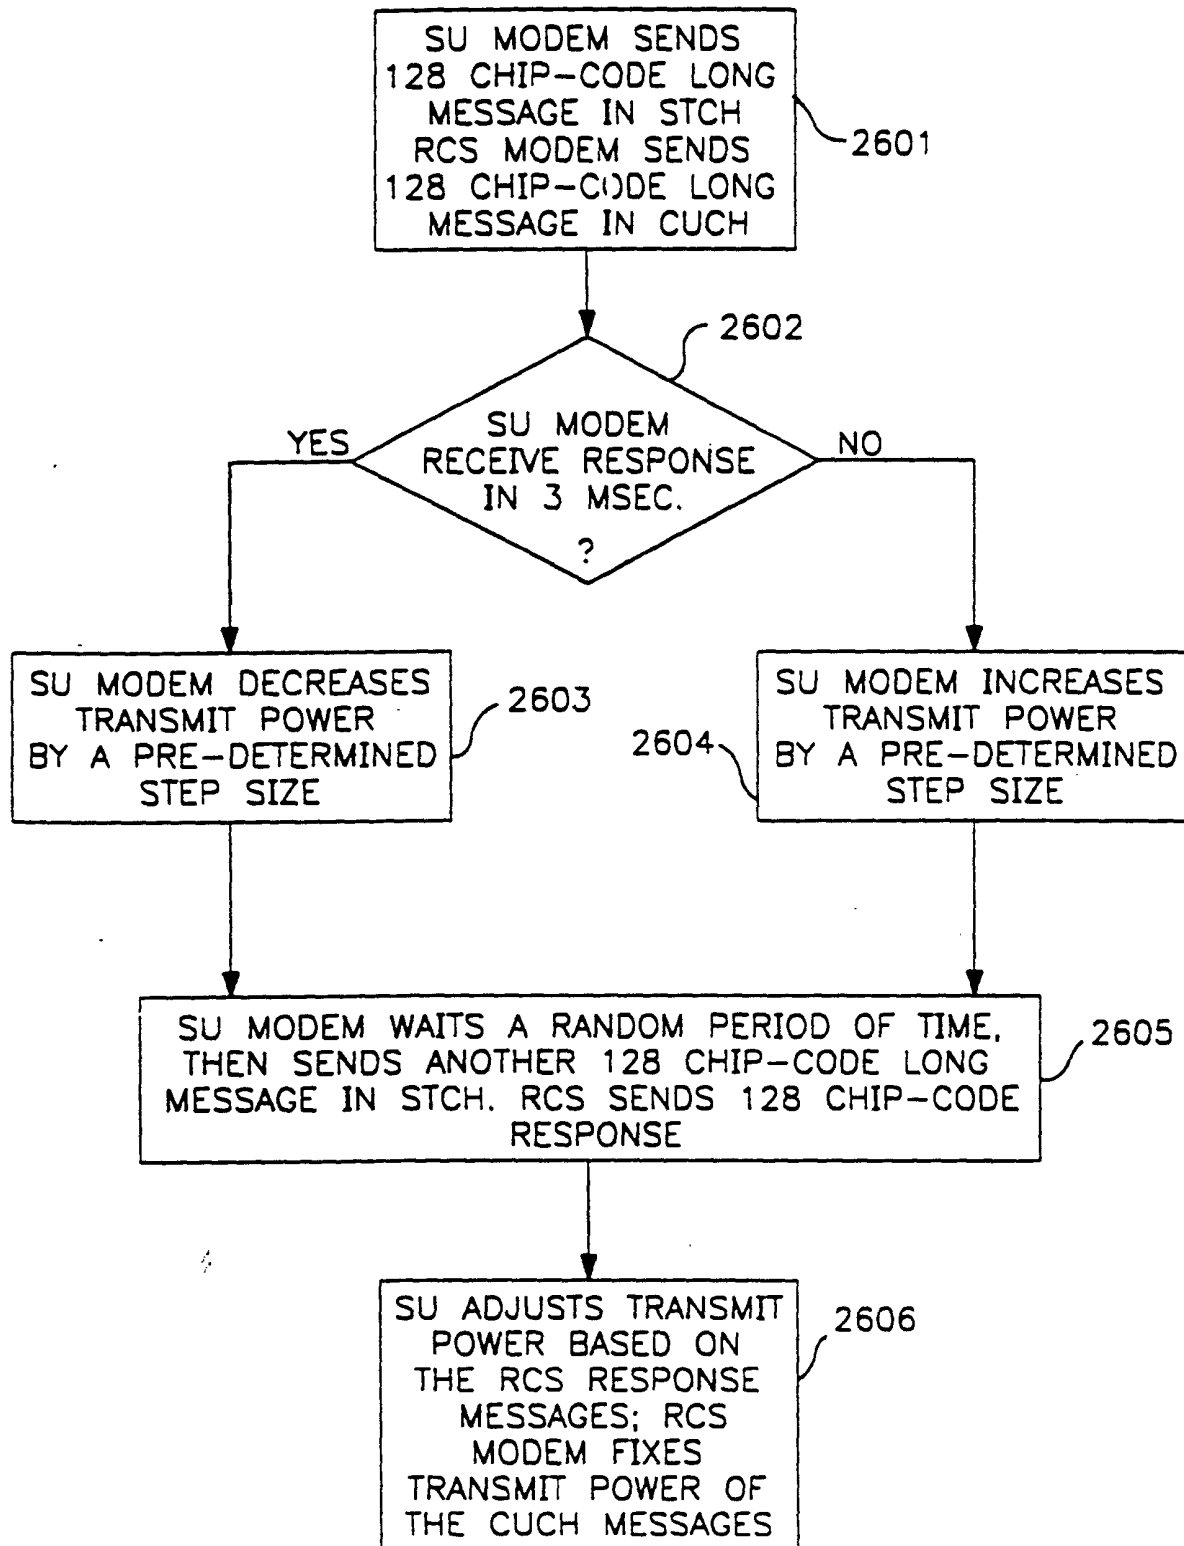 SU MODEM SENDS
128 CHIP-CODE LONG
MESSAGE IN STCH
RCS MODEM SENDS
128 CHIP-CODE LONG
MESSAGE IN CUCH
2601
2602
SU MODEM
RECEIVE RESPONSE
IN 3 MSEC.
?
YES
NO
SU MODEM DECREASES
TRANSMIT POWER
BY A PRE-DETERMINED
STEP SIZE
2603
SU MODEM INCREASES
TRANSMIT POWER
BY A PRE-DETERMINED
STEP SIZE
2604
SU MODEM WAITS A RANDOM PERIOD OF TIME,
THEN SENDS ANOTHER 128 CHIP-CODE LONG
MESSAGE IN STCH. RCS SENDS 128 CHIP-CODE
RESPONSE
2605
SU ADJUSTS TRANSMIT
POWER BASED ON
THE RCS RESPONSE
MESSAGES; RCS
MODEM FIXES
TRANSMIT POWER OF
THE CUCH MESSAGES
2606